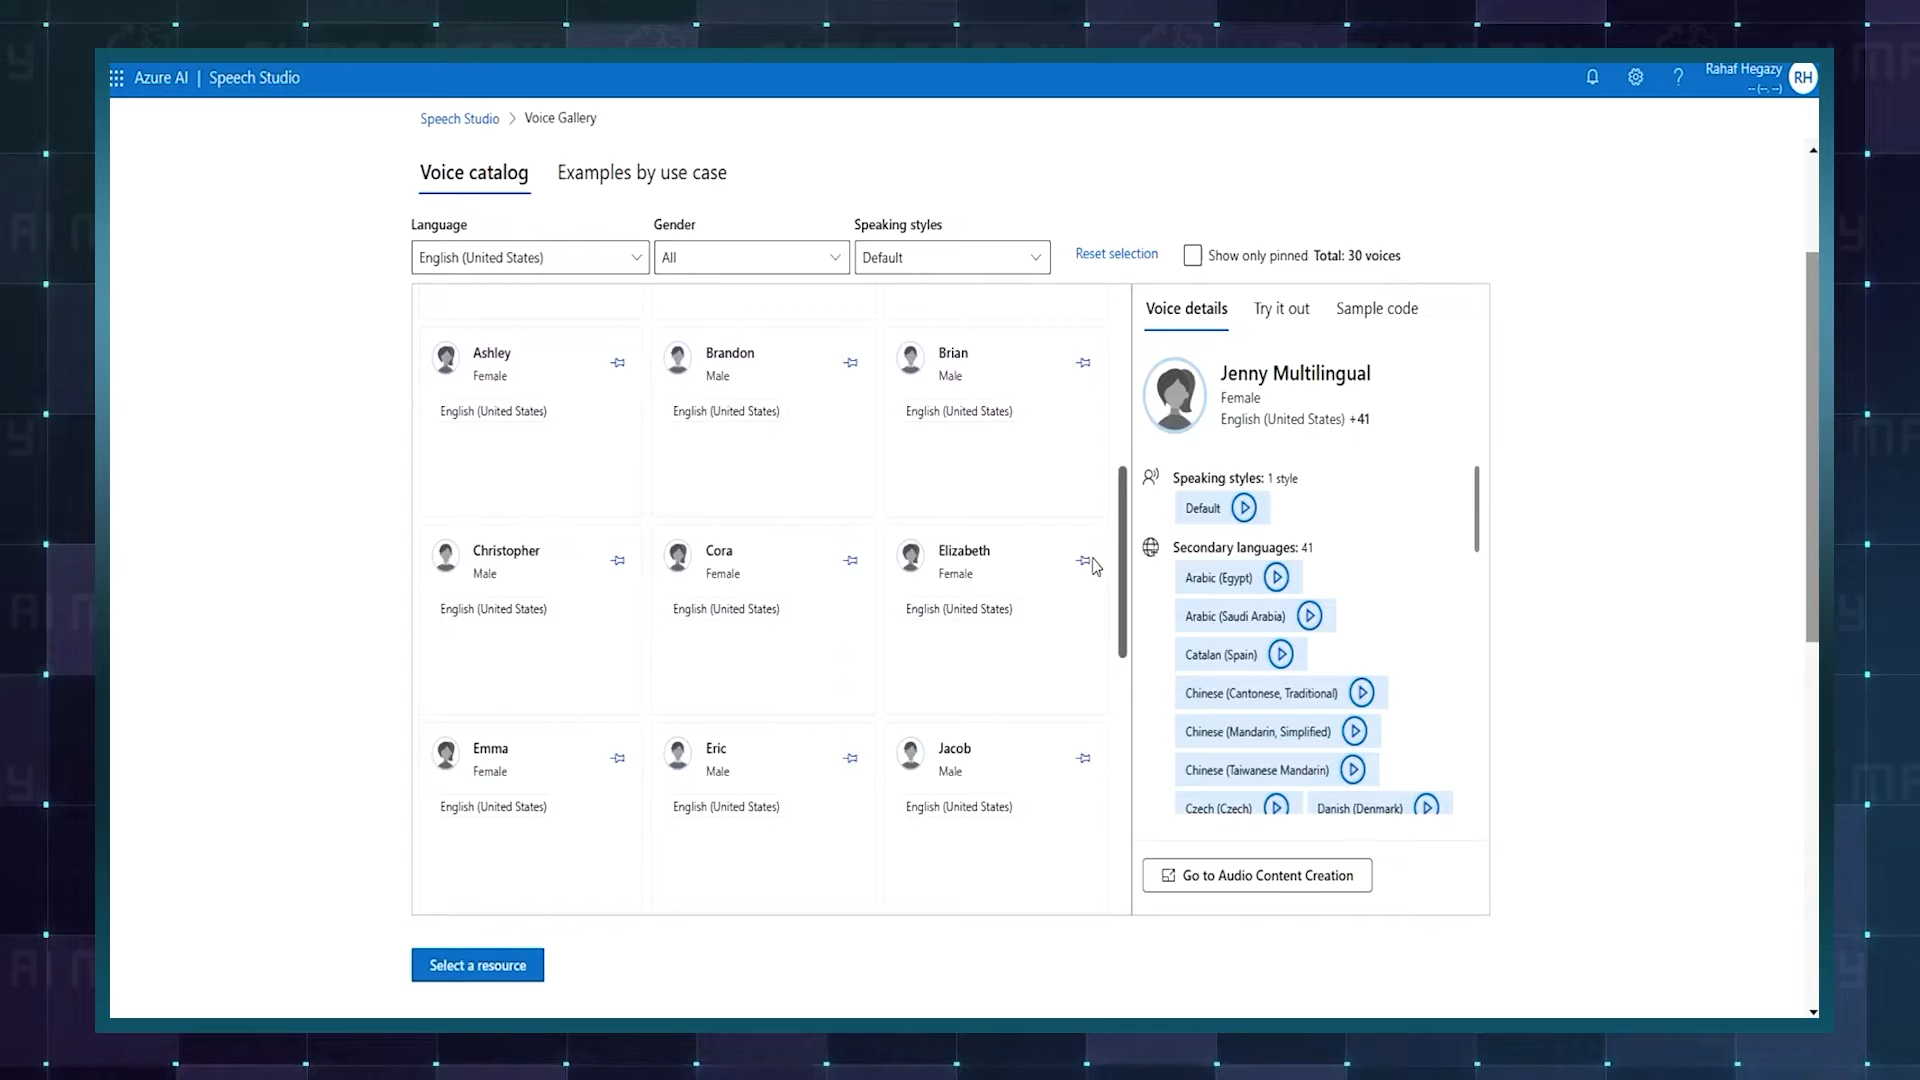 Azure AI | Speech Studio
Rahaf Hegazy
-- (--, --)
RH
Speech Studio > Voice Gallery
Voice catalog Examples by use case
Language Gender Speaking styles
English (United States) All Default Reset selection Show only pinned Total: 30 voices
Ashley
Female
English (United States)
Brandon
Male
English (United States)
Brian
Male
English (United States)
Christopher
Male
English (United States)
Cora
Female
English (United States)
Elizabeth
Female
English (United States)
Emma
Female
English (United States)
Eric
Male
English (United States)
Jacob
Male
English (United States)
Voice details Try it out Sample code
Jenny Multilingual
Female
English (United States) +41
Speaking styles: 1 style
Default
Secondary languages: 41
Arabic (Egypt)
Arabic (Saudi Arabia)
Catalan (Spain)
Chinese (Cantonese, Traditional)
Chinese (Mandarin, Simplified)
Chinese (Taiwanese Mandarin)
Czech (Czech) Danish (Denmark)
Go to Audio Content Creation
Select a resource